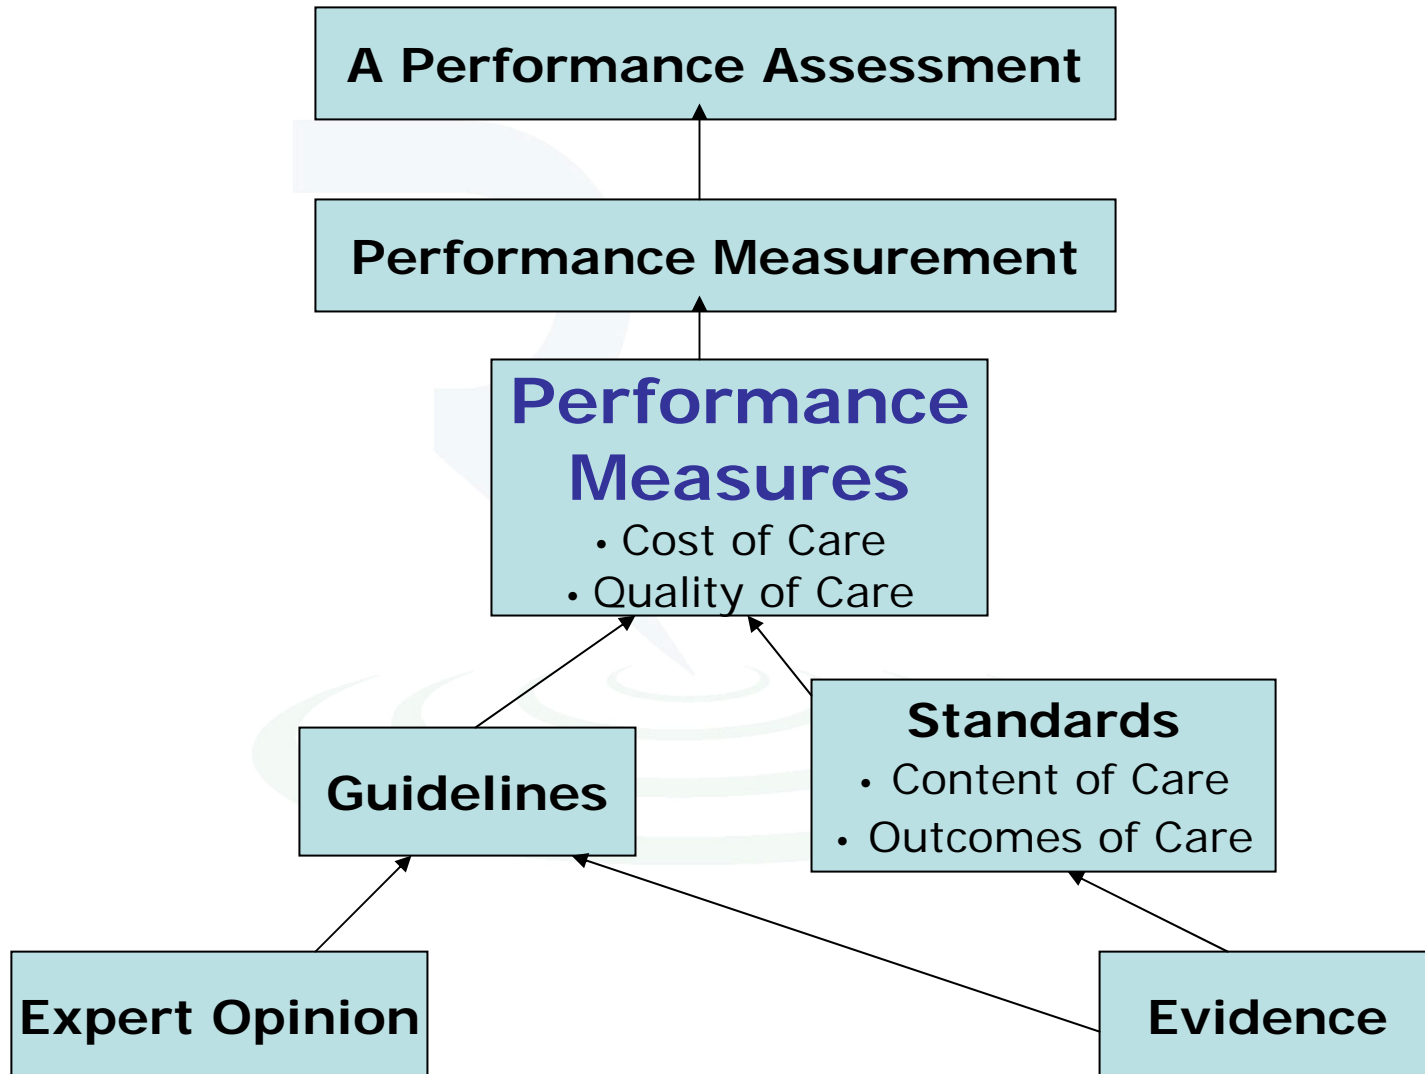 A Performance Assessment
Performance Measurement
Performance
Measures
• Cost of Care
• Quality of Care
Guidelines
Standards
• Content of Care
• Outcomes of Care
Expert Opinion
Evidence